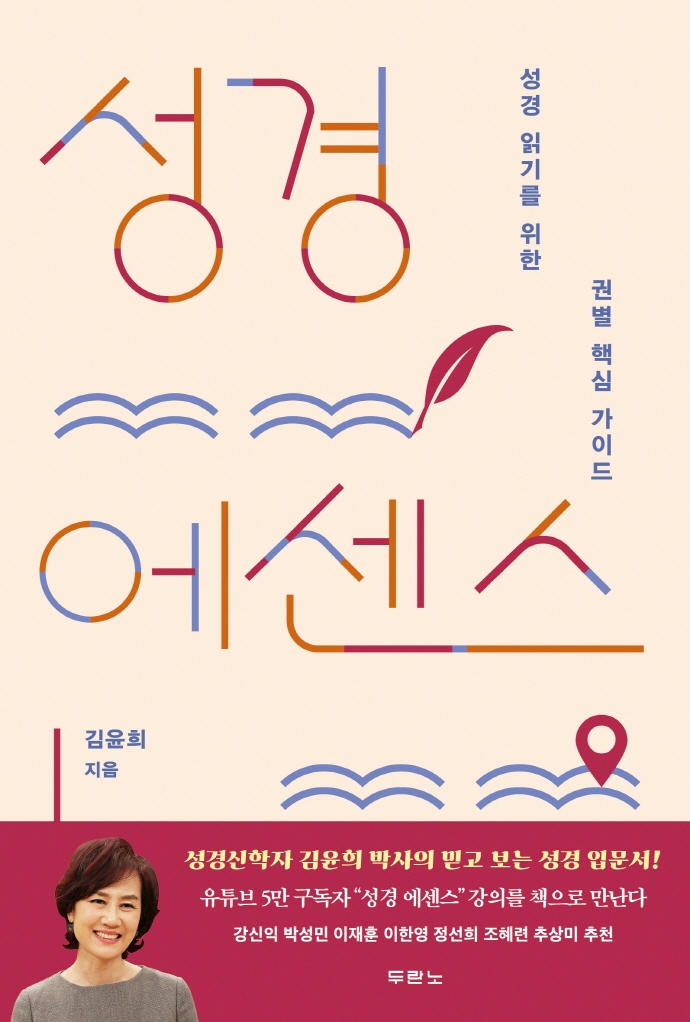 성경
성경 읽기를 위한
권별 핵심 가이드
에센스
김윤희
지음
성경신학자 김윤희 박사의 믿고 보는 성경 입문서!
유튜브 5만 구독자 “성경 에센스” 강의를 책으로 만난다
강신익 박성민 이재훈 이한영 정선희 조혜련 추상미 추천
두란노